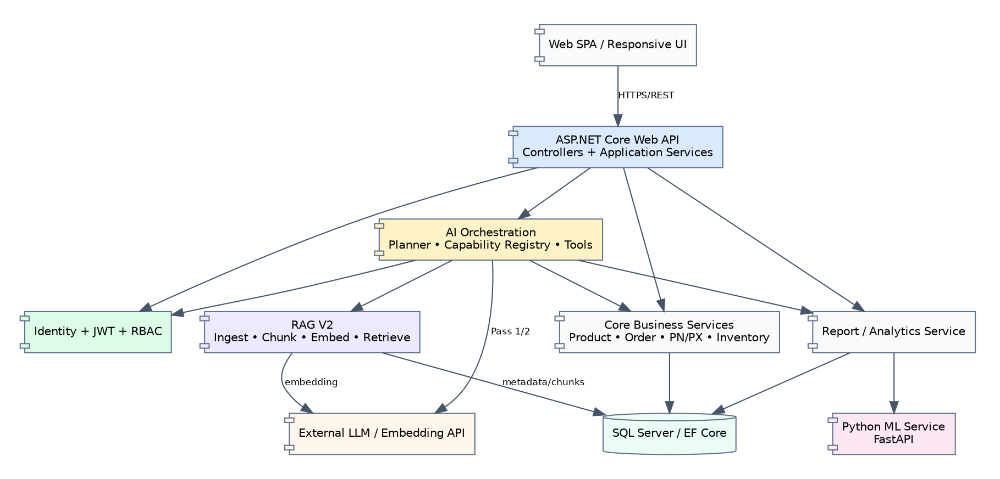 Web SPA / Responsive UI
HTTPS/REST
ASP.NET Core Web API
Controllers + Application Services
AI Orchestration
Planner • Capability Registry • Tools
Identity + JWT + RBAC
RAG V2
Ingest • Chunk • Embed • Retrieve
Pass 1/2
Core Business Services
Product • Order • PN/PX • Inventory
Report / Analytics Service
embedding
metadata/chunks
External LLM / Embedding API
SQL Server / EF Core
Python ML Service
FastAPI